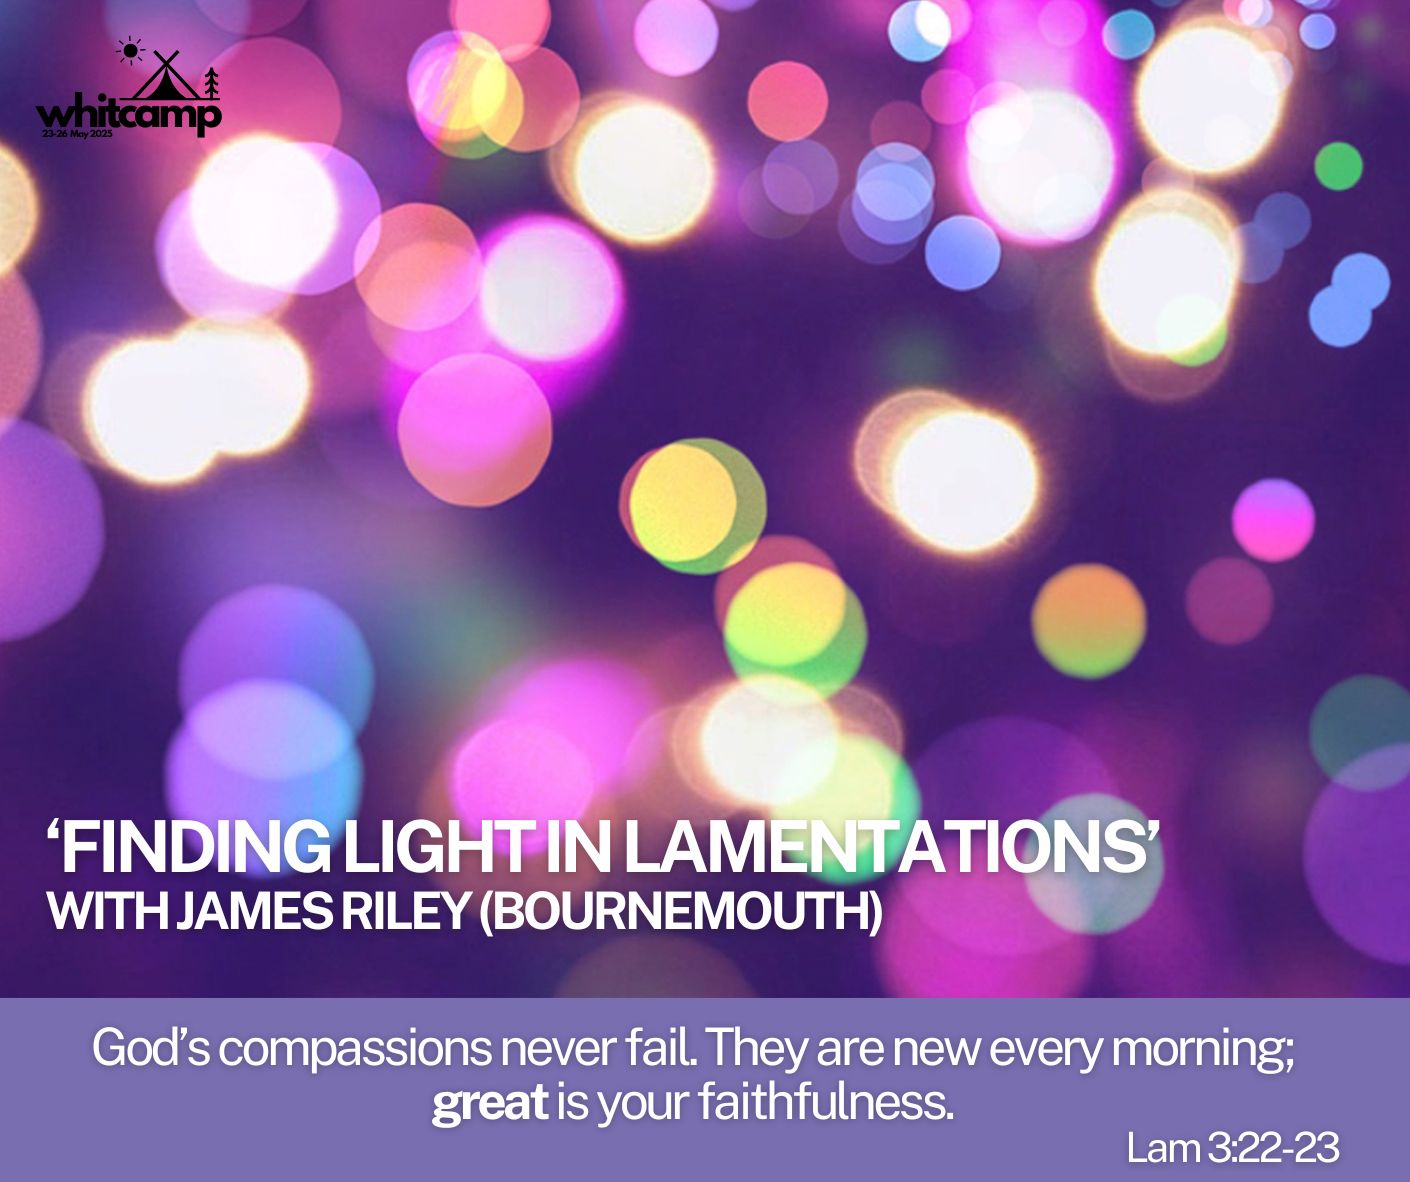 whitcamp
23-26 May 2025
‘FINDING LIGHT IN LAMENTATIONS’
WITH JAMES RILEY (BOURNEMOUTH)
God’s compassions never fail. They are new every morning;
great is your faithfulness.
Lam 3:22-23